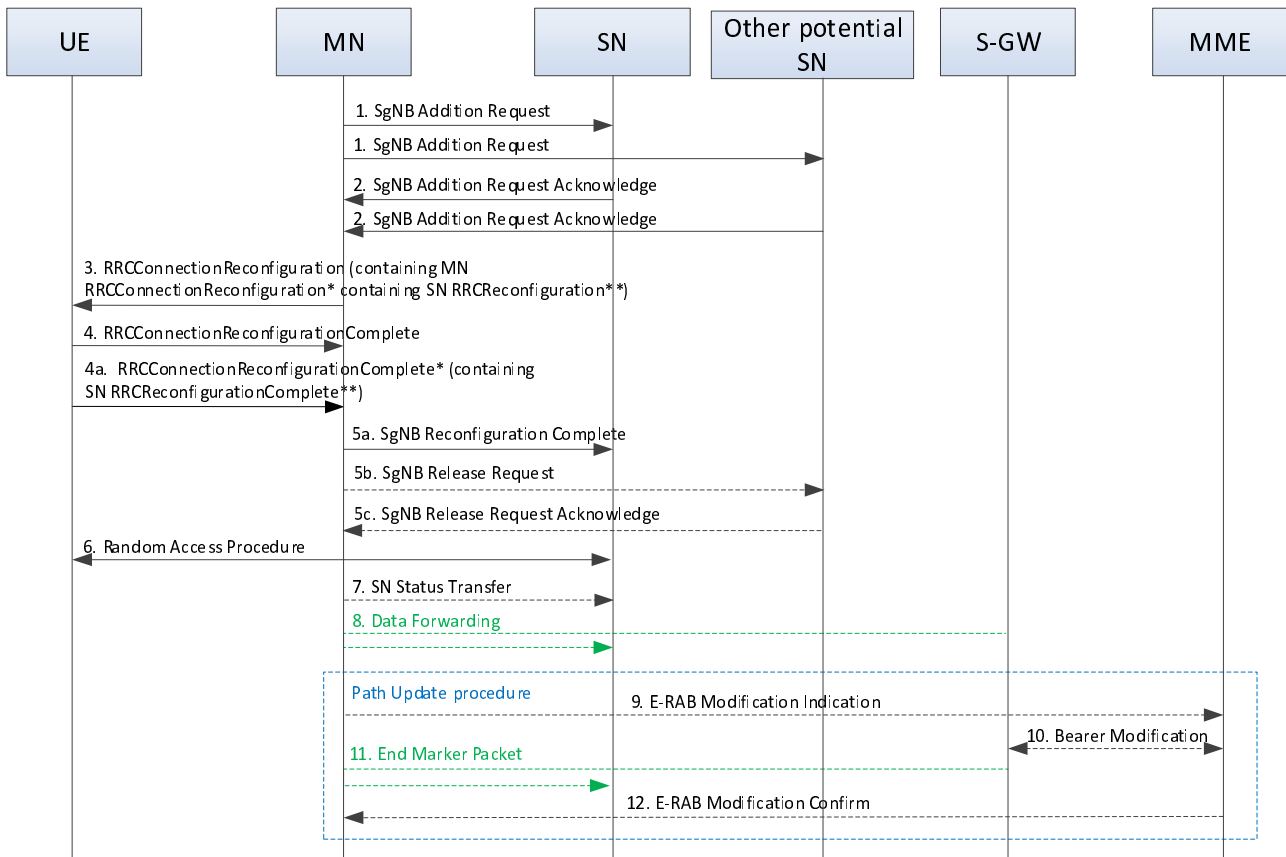 UE
MN
SN
Other potential
SN
S-GW
MME
1. SgNB Addition Request
1. SgNB Addition Request
2. SgNB Addition Request Acknowledge
2. SgNB Addition Request Acknowledge
3. RRCConnectionReconfiguration (containing MN
RRCConnectionReconfiguration* containing SN RRCReconfiguration**)
4. RRCConnectionReconfigurationComplete
4a. RRCConnectionReconfigurationComplete* (containing
SN RRCReconfigurationComplete**)
5a. SgNB Reconfiguration Complete
5b. SgNB Release Request
5c. SgNB Release Request Acknowledge
6. Random Access Procedure
7. SN Status Transfer
8. Data Forwarding
Path Update procedure
9. E-RAB Modification Indication
10. Bearer Modification
11. End Marker Packet
12. E-RAB Modification Confirm